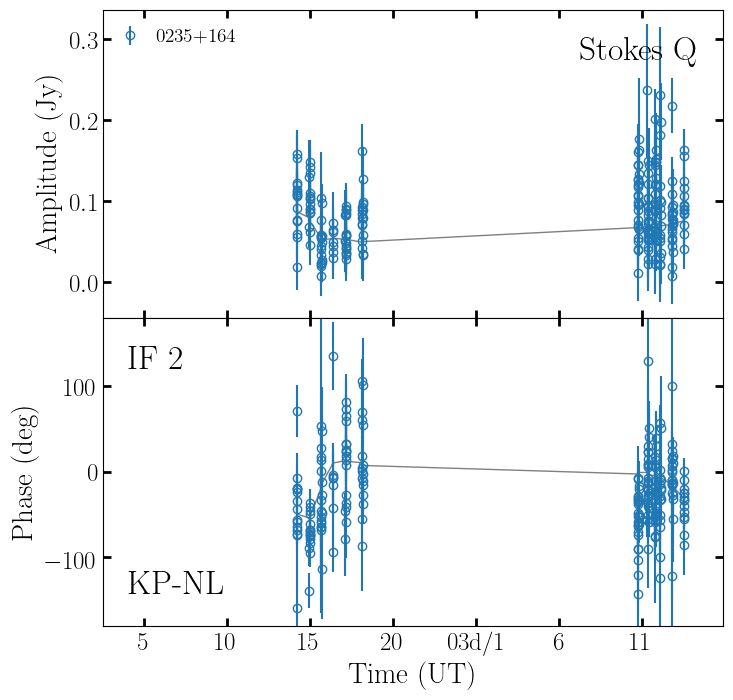 0235+164
Stokes Q
Amplitude (Jy)
0.3
0.2
0.1
0.0
IF 2
Phase (deg)
100
0
−100
KP-NL
5 10 15 20 03d/1 6 11
Time (UT)